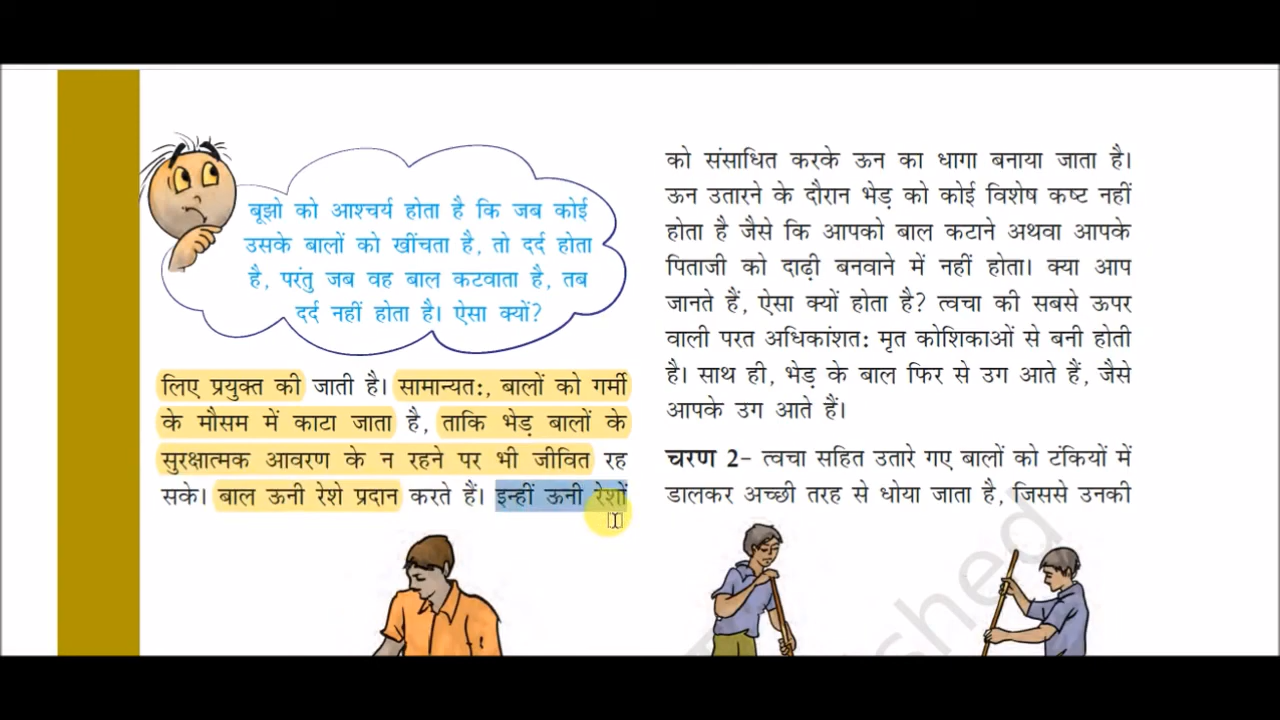 बूझो को आश्चर्य होता है कि जब कोई
उसके बालों को खींचता है, तो दर्द होता
है, परंतु जब वह बाल कटवाता है, तब
दर्द नहीं होता है। ऐसा क्यों?
लिए प्रयुक्त की जाती है। सामान्यत:, बालों को गर्मी
के मौसम में काटा जाता है, ताकि भेड़ बालों के
सुरक्षात्मक आवरण के न रहने पर भी जीवित रह
सके। बाल ऊनी रेशे प्रदान करते हैं। इन्हीं ऊनी रेशों
को संसाधित करके ऊन का धागा बनाया जाता है।
ऊन उतारने के दौरान भेड़ को कोई विशेष कष्ट नहीं
होता है जैसे कि आपको बाल कटाने अथवा आपके
पिताजी को दाढ़ी बनवाने में नहीं होता। क्या आप
जानते हैं, ऐसा क्यों होता है? त्वचा की सबसे ऊपर
वाली परत अधिकांशत: मृत कोशिकाओं से बनी होती
है। साथ ही, भेड़ के बाल फिर से उग आते हैं, जैसे
आपके उग आते हैं।
चरण 2- त्वचा सहित उतारे गए बालों को टंकियों में
डालकर अच्छी तरह से धोया जाता है, जिससे उनकी